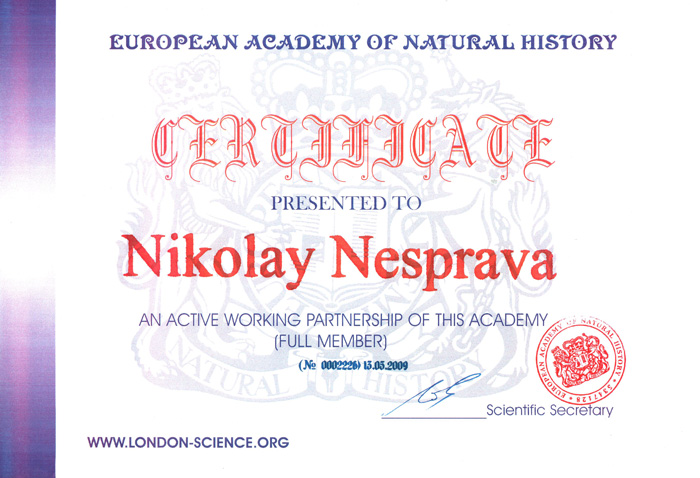 EUROPEAN ACADEMY OF NATURAL HISTORY
CERTIFICATE
PRESENTED TO
Nikolay Nesprava
AN ACTIVE WORKING PARTNERSHIP OF THIS ACADEMY
(FULL MEMBER)
(№ 0002226) 15.05.2009
EUROPEAN ACADEMY OF NATURAL HISTORY • 5347128 •
Scientific Secretary
NATURAL HISTORY
WWW.LONDON-SCIENCE.ORG